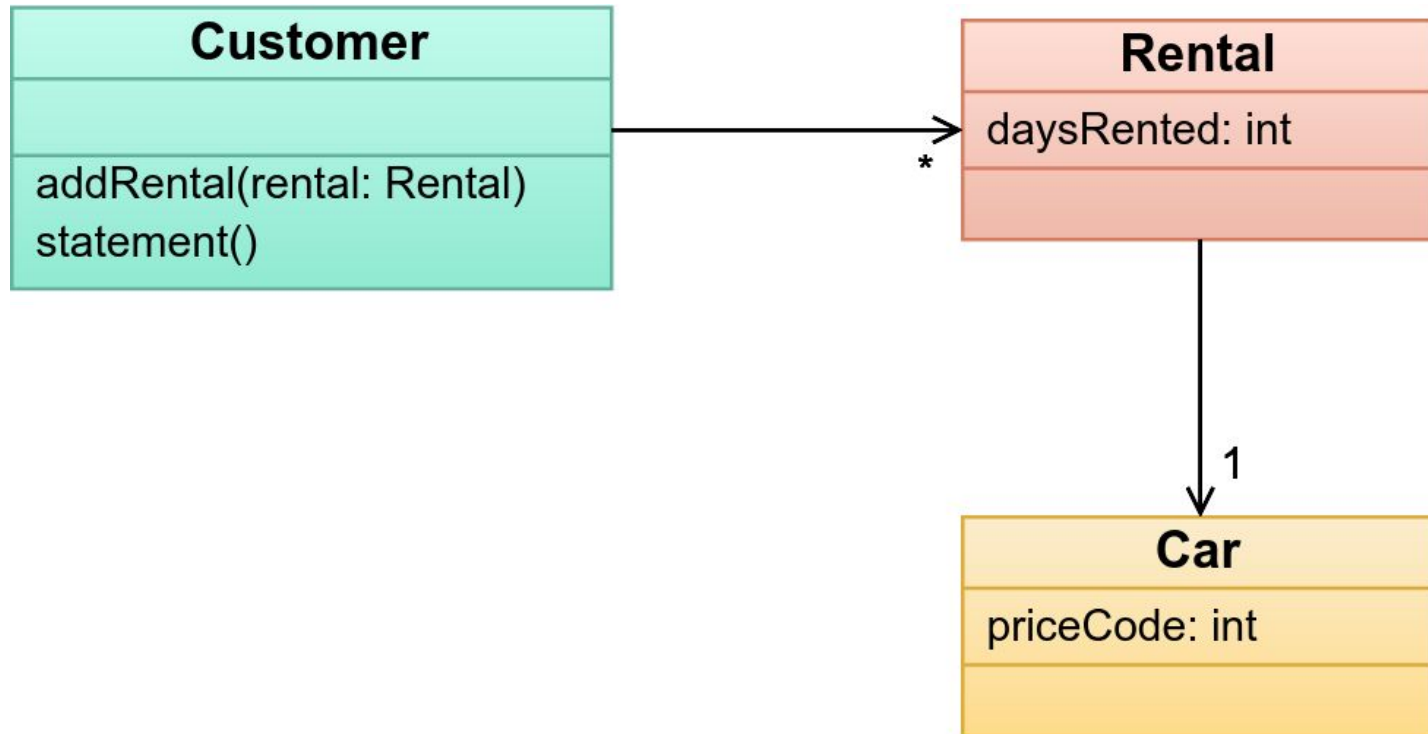 Customer
addRental(rental: Rental)
statement()
*
Rental
daysRented: int
1
Car
priceCode: int